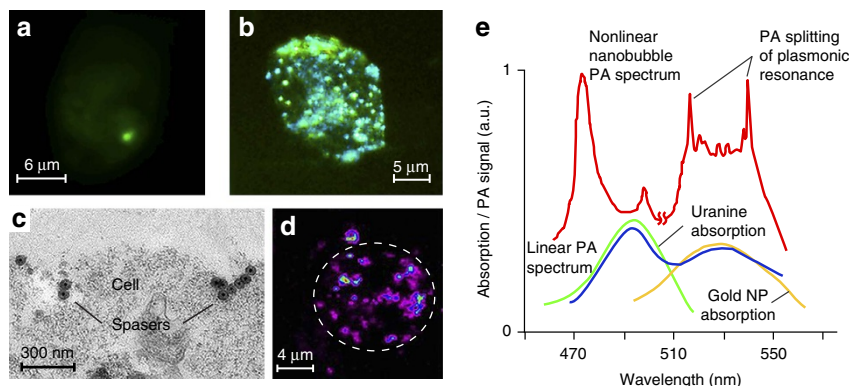 a
6 µm
b
5 µm
c
Cell
Spasers
300 nm
d
4 µm
e
Nonlinear
nanobubble
PA spectrum
PA splitting
of plasmonic
resonance
1
Absorption / PA signal (a.u.)
Uranine
absorption
Linear PA
spectrum
Gold NP
absorption
0
470
510
550
Wavelength (nm)